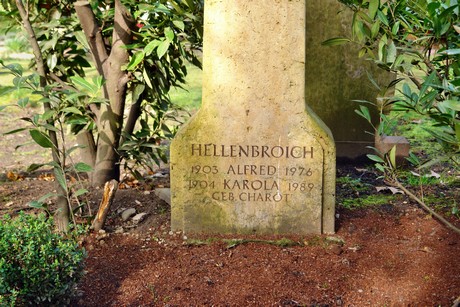 HELLENBROICH
1903 ALFRED 1976
1904 KAROLA 1989
GEB. CHAROT